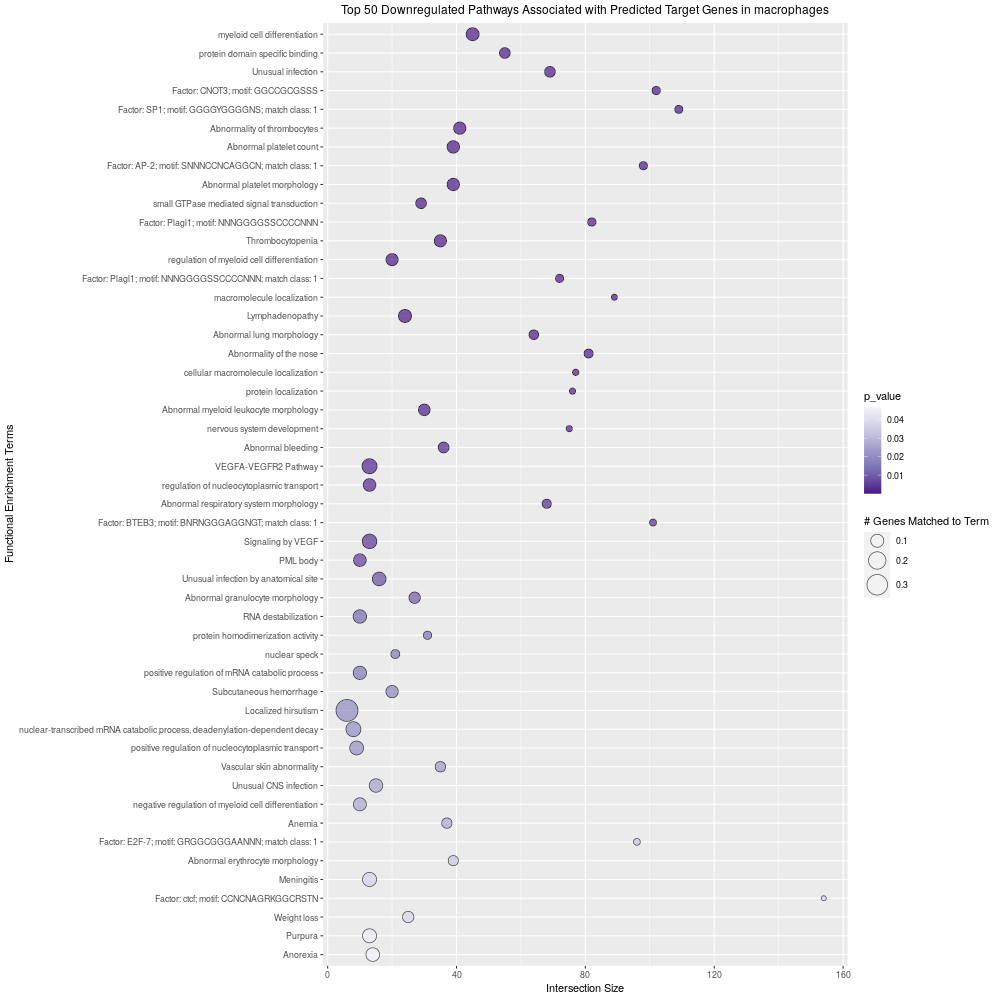 Top 50 Downregulated Pathways Associated with Predicted Target Genes in macrophages
myeloid cell differentiation
protein domain specific binding
Unusual infection
Factor: CNOT3; motif: GGCCGCGSSS
Factor: SP1; motif: GGGGYGGGGNS; match class: 1
Abnormality of thrombocytes
Abnormal platelet count
Factor: AP-2; motif: SNNNCCNCAGGCN; match class: 1
Abnormal platelet morphology
small GTPase mediated signal transduction
Factor: Plagl1; motif: NNNGGGGSSCCCCNNN
Thrombocytopenia
regulation of myeloid cell differentiation
Factor: Plagl1; motif: NNNGGGGSSCCCCNNN; match class: 1
macromolecule localization
Lymphadenopathy
Abnormal lung morphology
Abnormality of the nose
cellular macromolecule localization
protein localization
Abnormal myeloid leukocyte morphology
nervous system development
Abnormal bleeding
VEGFA-VEGFR2 Pathway
regulation of nucleocytoplasmic transport
Abnormal respiratory system morphology
Factor: BTEB3; motif: BNRNGGGAGGNGT; match class: 1
Signaling by VEGF
PML body
Unusual infection by anatomical site
Abnormal granulocyte morphology
RNA destabilization
protein homodimerization activity
nuclear speck
positive regulation of mRNA catabolic process
Subcutaneous hemorrhage
Localized hirsutism
nuclear-transcribed mRNA catabolic process, deadenylation-dependent decay
positive regulation of nucleocytoplasmic transport
Vascular skin abnormality
Unusual CNS infection
negative regulation of myeloid cell differentiation
Anemia
Factor: E2F-7; motif: GRGGCGGGAANNN; match class: 1
Abnormal erythrocyte morphology
Meningitis
Factor: ctcf; motif: CCNCNAGRKGGCRSTN
Weight loss
Purpura
Anorexia
0 40 80 120 160
Intersection Size
Functional Enrichment Terms
p_value
0.04
0.03
0.02
0.01
# Genes Matched to Term
0.1
0.2
0.3